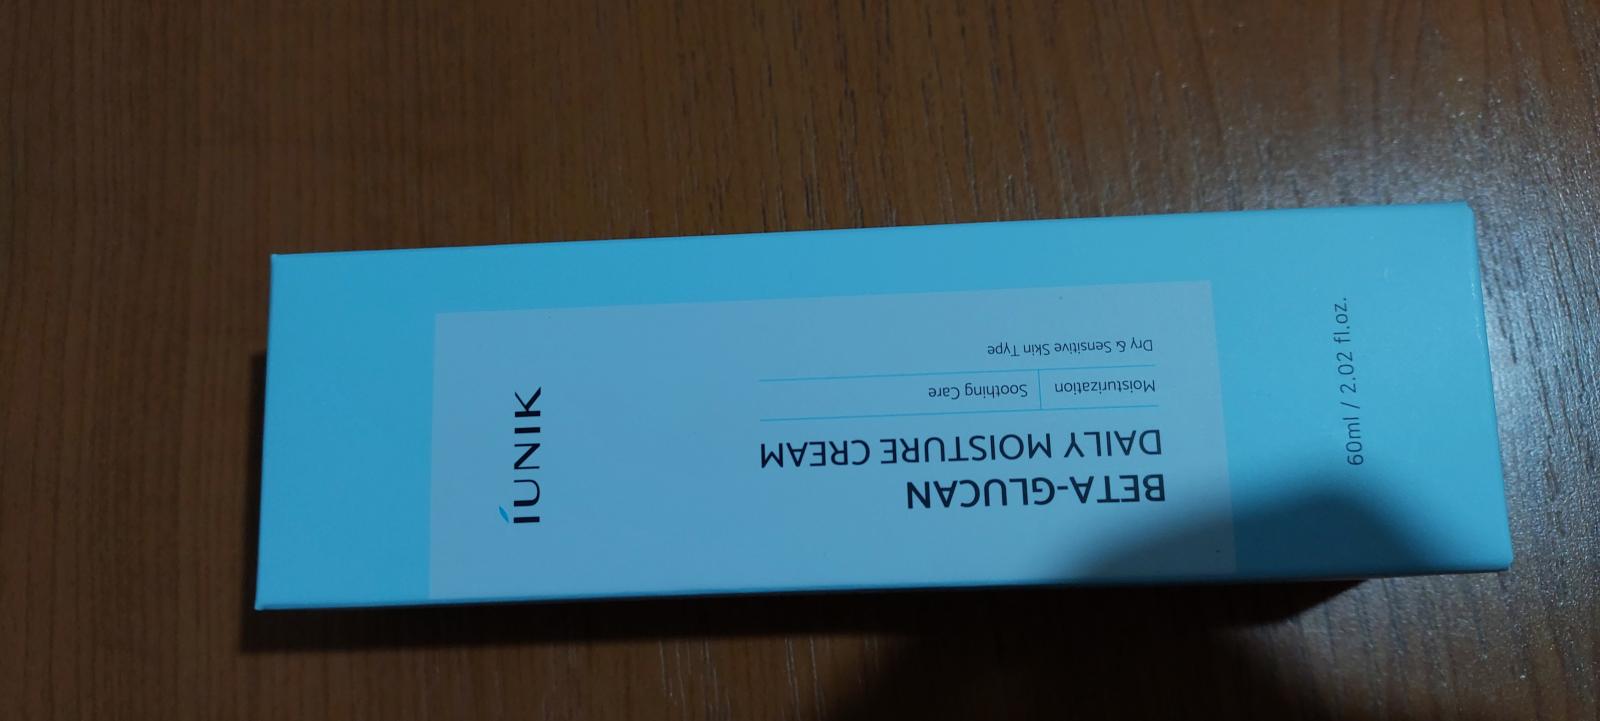 BETA-GLUCAN
DAILY MOISTURE CREAM
Moisturization | Soothing Care
Dry & Sensitive Skin Type
IUNIK
60ml / 2.02 fl.oz.